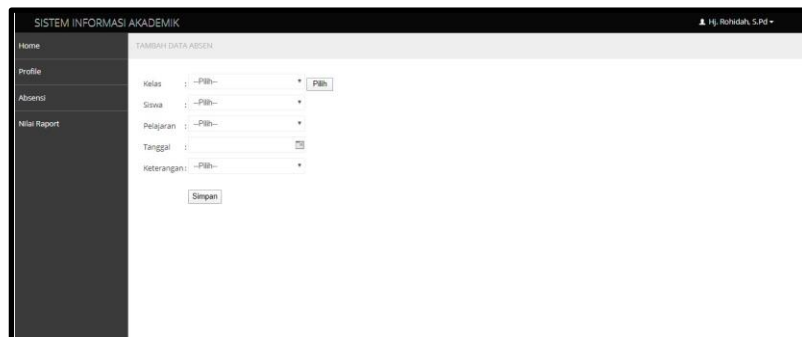 SISTEM INFORMASI AKADEMIK
Hj. Rohidah, S.Pd
Home
Profile
Absensi
Nilai Raport
TAMBAH DATA ABSEN
Kelas : --Pilih-- Pilih
Siswa : --Pilih--
Pelajaran : --Pilih--
Tanggal :
Keterangan : --Pilih--
Simpan